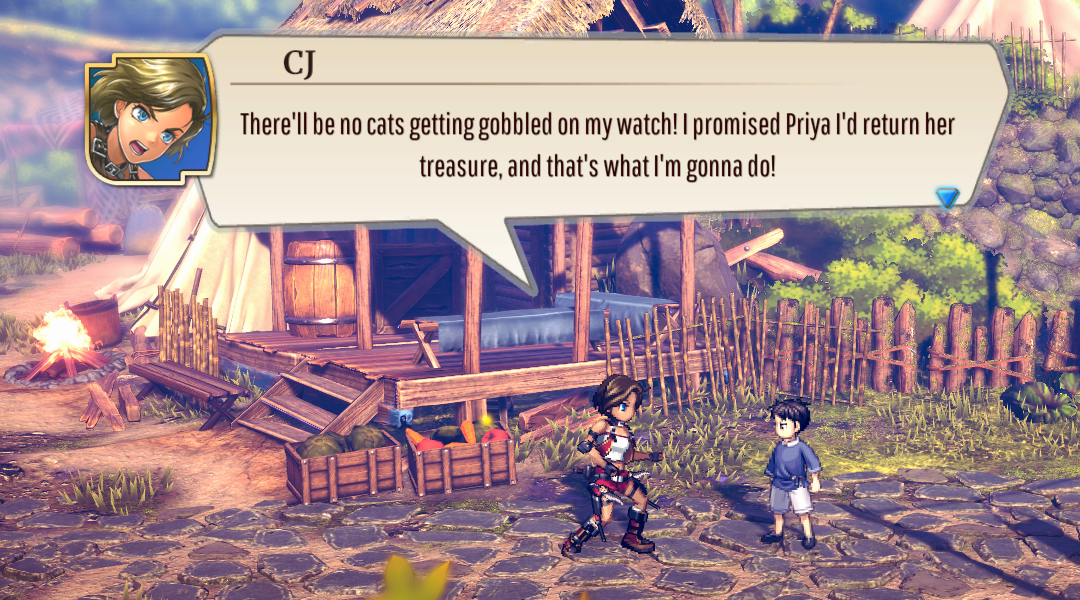 CJ
There'll be no cats getting gobbled on my watch! I promised Priya I'd return her
treasure, and that's what I'm gonna do!